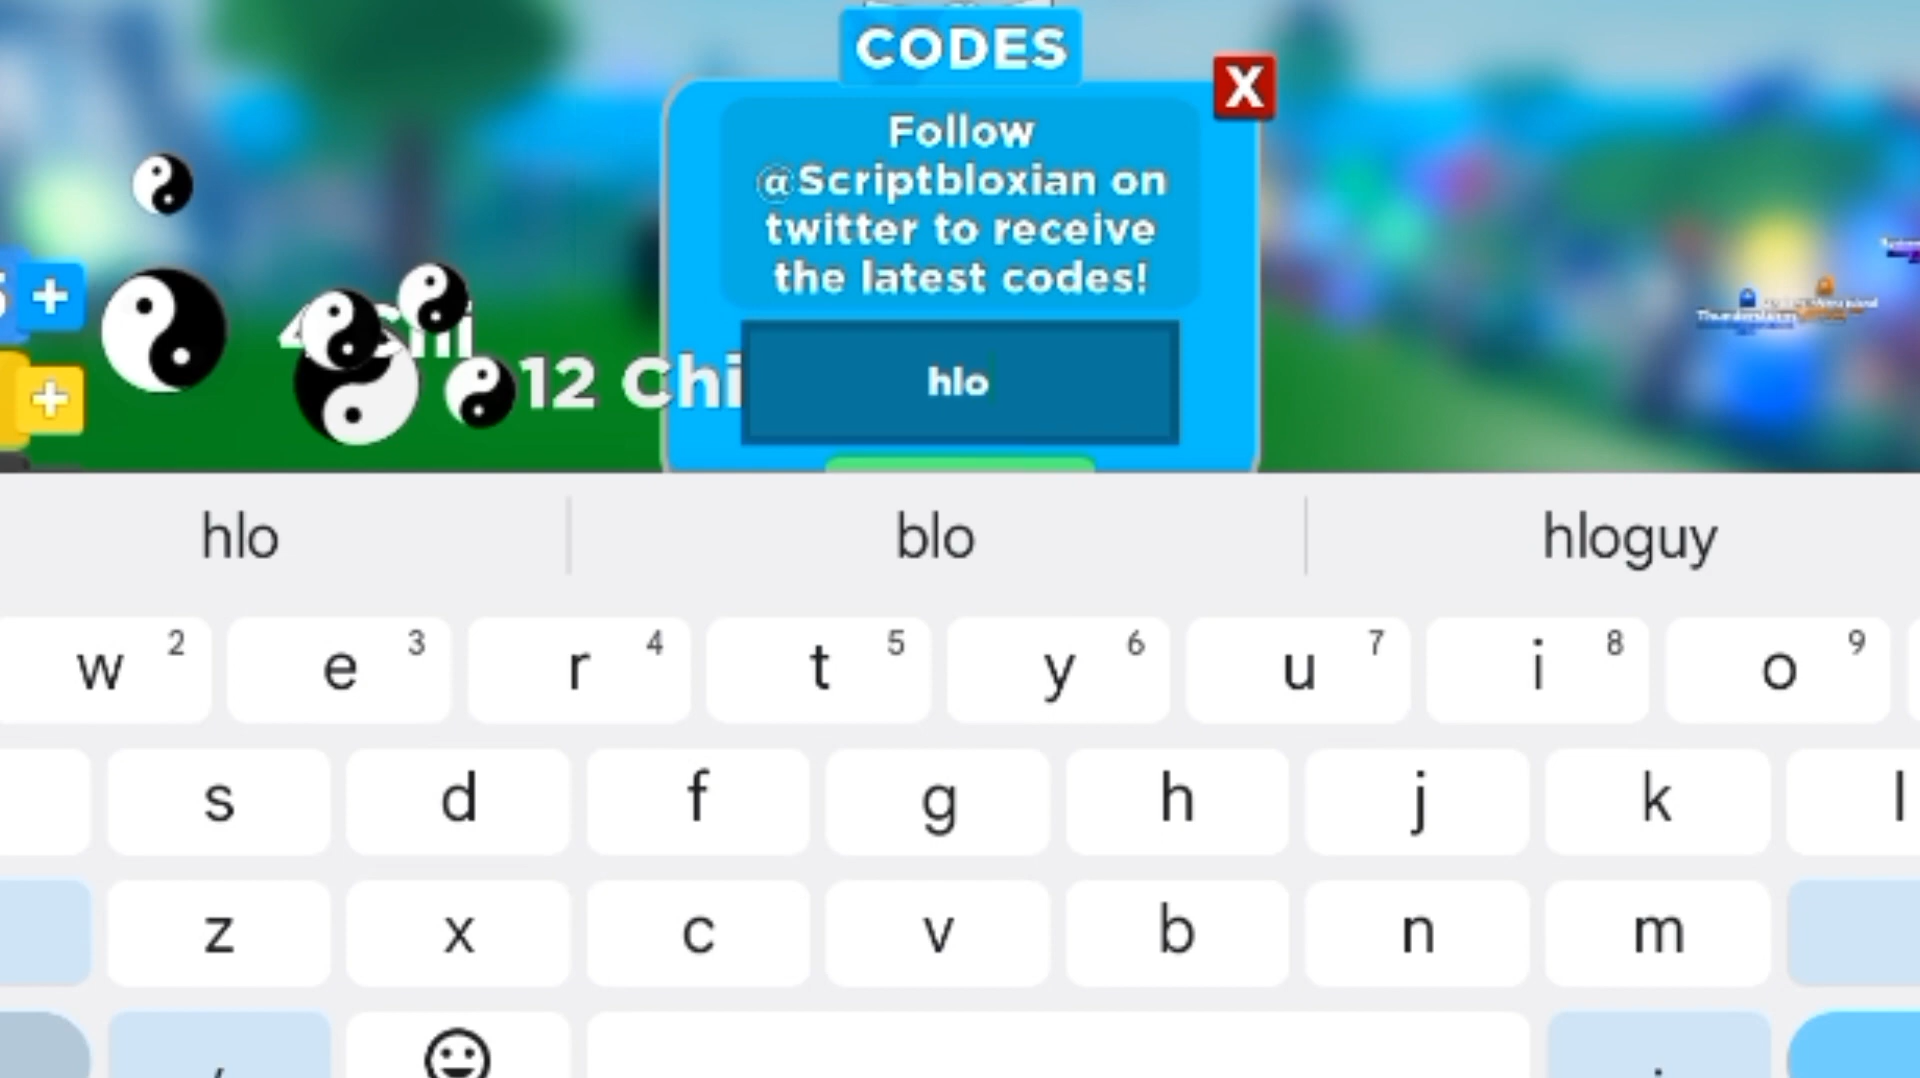 CODES
X
Follow
@Scriptbloxian on
twitter to receive
the latest codes!
+
12 Chi
hlo
+
hlo
blo
hloguy
w 2
e 3
r 4
t 5
y 6
u 7
i 8
o 9
s
d
f
g
h
j
k
l
z
x
c
v
b
n
m